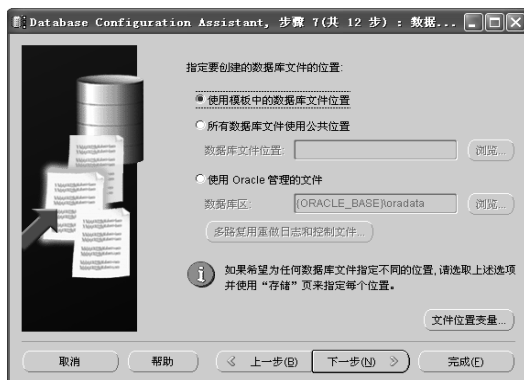 Database Configuration Assistant, 步骤 7(共 12 步) : 数据...
指定要创建的数据库文件的位置:
使用模板中的数据库文件位置
所有数据库文件使用公共位置
数据库文件位置: 浏览...
使用 Oracle 管理的文件
数据库区: {ORACLE_BASE}\oradata 浏览...
多路复用重做日志和控制文件...
如果希望为任何数据库文件指定不同的位置,请选取上述选项
并使用“存储”页来指定每个位置。
文件位置变量...
取消 帮助 上一步(B) 下一步(N) 完成(F)